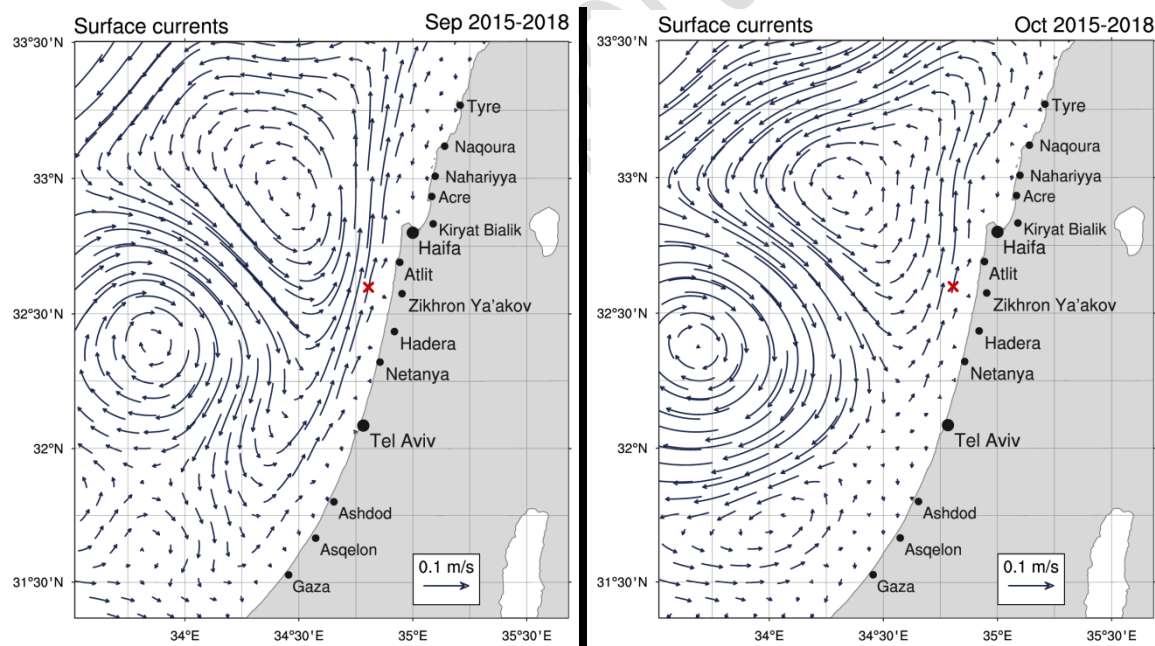 Surface currents Sep 2015-2018
33°30'N
33°N
32°30'N
32°N
31°30'N
34°E 34°30'E 35°E 35°30'E
Tyre
Naqoura
Nahariyya
Acre
Kiryat Bialik
Haifa
Atlit
Zikhron Ya'akov
Hadera
Netanya
Tel Aviv
Ashdod
Asqelon
Gaza
0.1 m/s
Surface currents Oct 2015-2018
33°30'N
33°N
32°30'N
32°N
31°30'N
34°E 34°30'E 35°E 35°30'E
Tyre
Naqoura
Nahariyya
Acre
Kiryat Bialik
Haifa
Atlit
Zikhron Ya'akov
Hadera
Netanya
Tel Aviv
Ashdod
Asqelon
Gaza
0.1 m/s